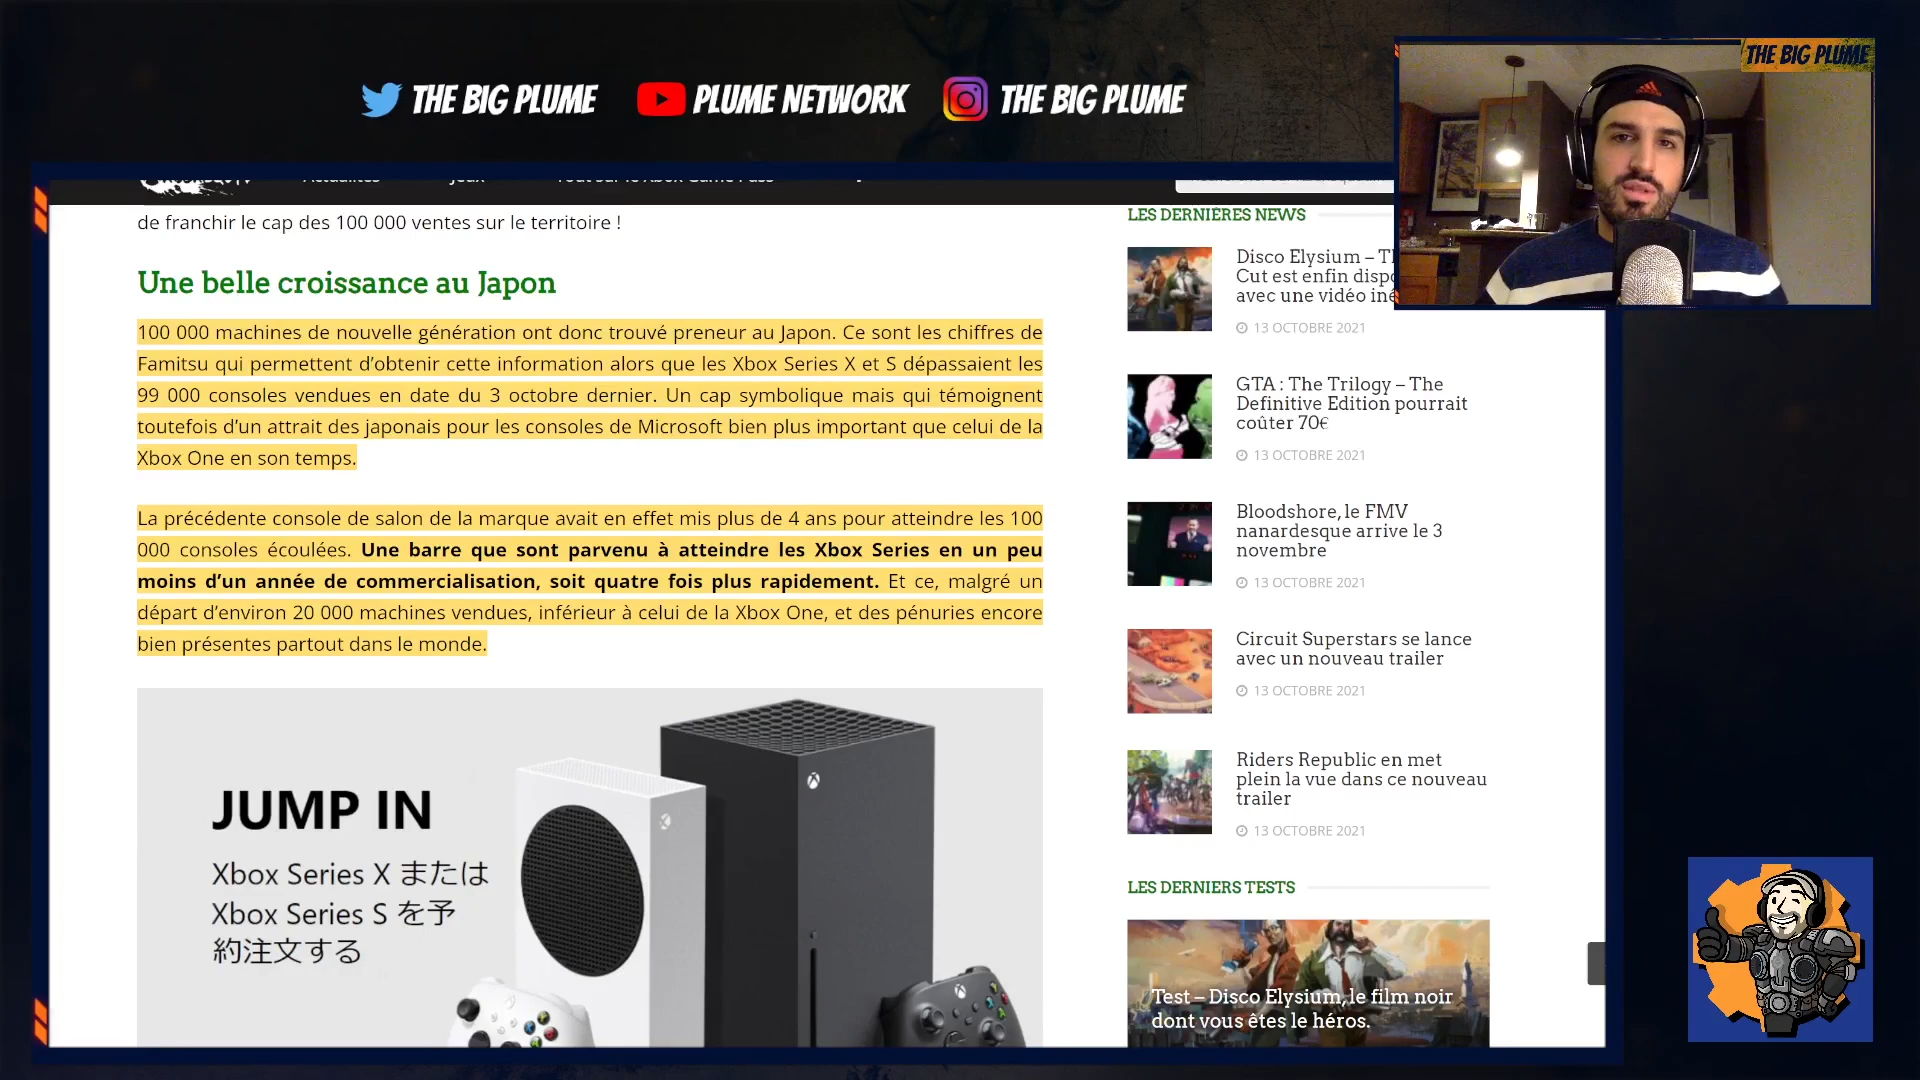 THE BIG PLUME
PLUME NETWORK
THE BIG PLUME
THE BIG PLUME
Actualités
Jeux
Tout sur le Xbox Game Pass
de franchir le cap des 100 000 ventes sur le territoire !
Une belle croissance au Japon
100 000 machines de nouvelle génération ont donc trouvé preneur au Japon. Ce sont les chiffres de
Famitsu qui permettent d’obtenir cette information alors que les Xbox Series X et S dépassaient les
99 000 consoles vendues en date du 3 octobre dernier. Un cap symbolique mais qui témoignent
toutefois d’un attrait des japonais pour les consoles de Microsoft bien plus important que celui de la
Xbox One en son temps.
La précédente console de salon de la marque avait en effet mis plus de 4 ans pour atteindre les 100
000 consoles écoulées. Une barre que sont parvenu à atteindre les Xbox Series en un peu
moins d’un année de commercialisation, soit quatre fois plus rapidement. Et ce, malgré un
départ d’environ 20 000 machines vendues, inférieur à celui de la Xbox One, et des pénuries encore
bien présentes partout dans le monde.
JUMP IN
Xbox Series X または
Xbox Series S を予
約注文する
LES DERNIÈRES NEWS
Disco Elysium –
Cut est enfin
avec une vidéo
13 OCTOBRE 2021
GTA : The Trilogy – The
Definitive Edition pourrait
coûter 70€
13 OCTOBRE 2021
Bloodshore, le FMV
nanardesque arrive le 3
novembre
13 OCTOBRE 2021
Circuit Superstars se lance
avec un nouveau trailer
13 OCTOBRE 2021
Riders Republic en met
plein la vue dans ce nouveau
trailer
13 OCTOBRE 2021
LES DERNIERS TESTS
Test – Disco Elysium, le film noir
dont vous êtes le héros.